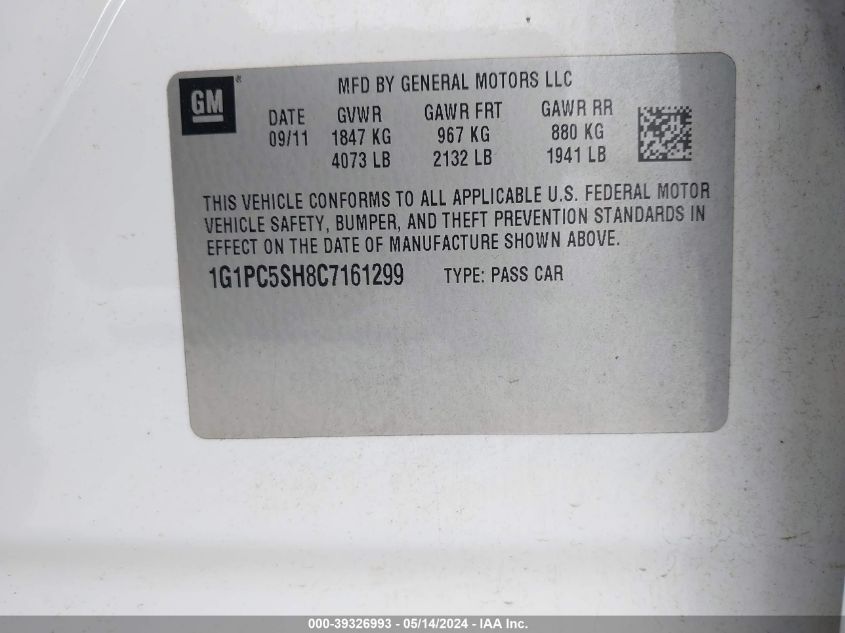 GM ®
MFD BY GENERAL MOTORS LLC
DATE GVWR GAWR FRT GAWR RR
09/11 1847 KG 967 KG 880 KG
4073 LB 2132 LB 1941 LB
THIS VEHICLE CONFORMS TO ALL APPLICABLE U.S. FEDERAL MOTOR
VEHICLE SAFETY, BUMPER, AND THEFT PREVENTION STANDARDS IN
EFFECT ON THE DATE OF MANUFACTURE SHOWN ABOVE.
1G1PC5SH8C7161299 TYPE: PASS CAR
000-39326993 - 05/14/2024 - IAA Inc.